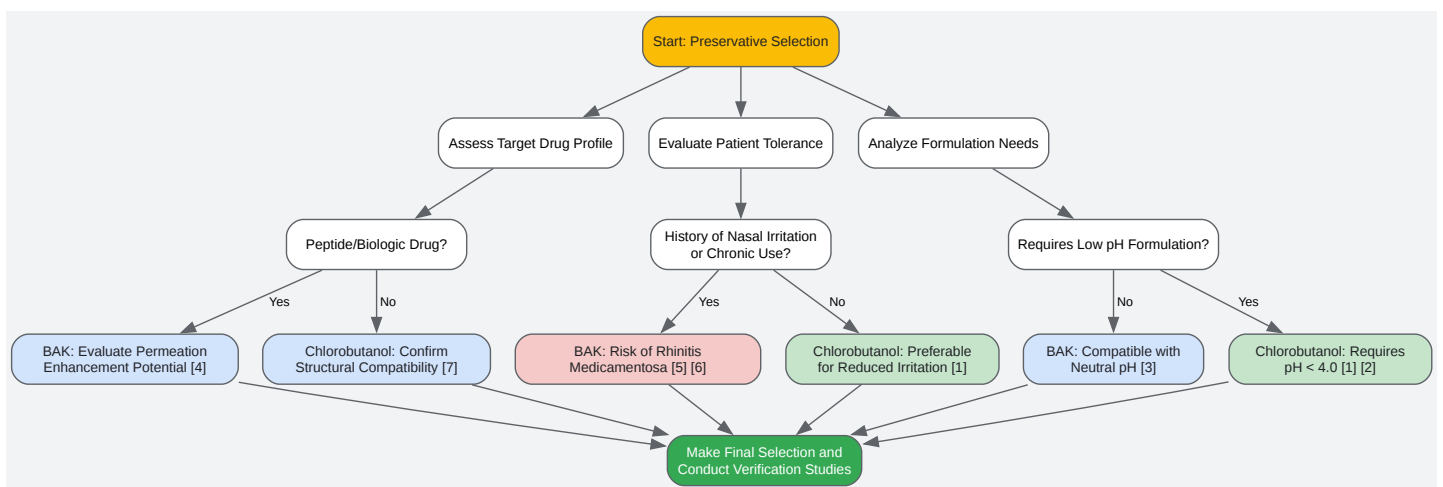 Start: Preservative Selection
Assess Target Drug Profile
Evaluate Patient Tolerance
Analyze Formulation Needs
Peptide/Biologic Drug?
History of Nasal Irritation
or Chronic Use?
Requires Low pH Formulation?
Yes
No
Yes
No
No
Yes
BAK: Evaluate Permeation
Enhancement Potential [4]
Chlorobutanol: Confirm
Structural Compatibility [7]
BAK: Risk of Rhinitis
Medicamentosa [5] [6]
Chlorobutanol: Preferable
for Reduced Irritation [1]
BAK: Compatible with
Neutral pH [3]
Chlorobutanol: Requires
pH < 4.0 [1] [2]
Make Final Selection and
Conduct Verification Studies